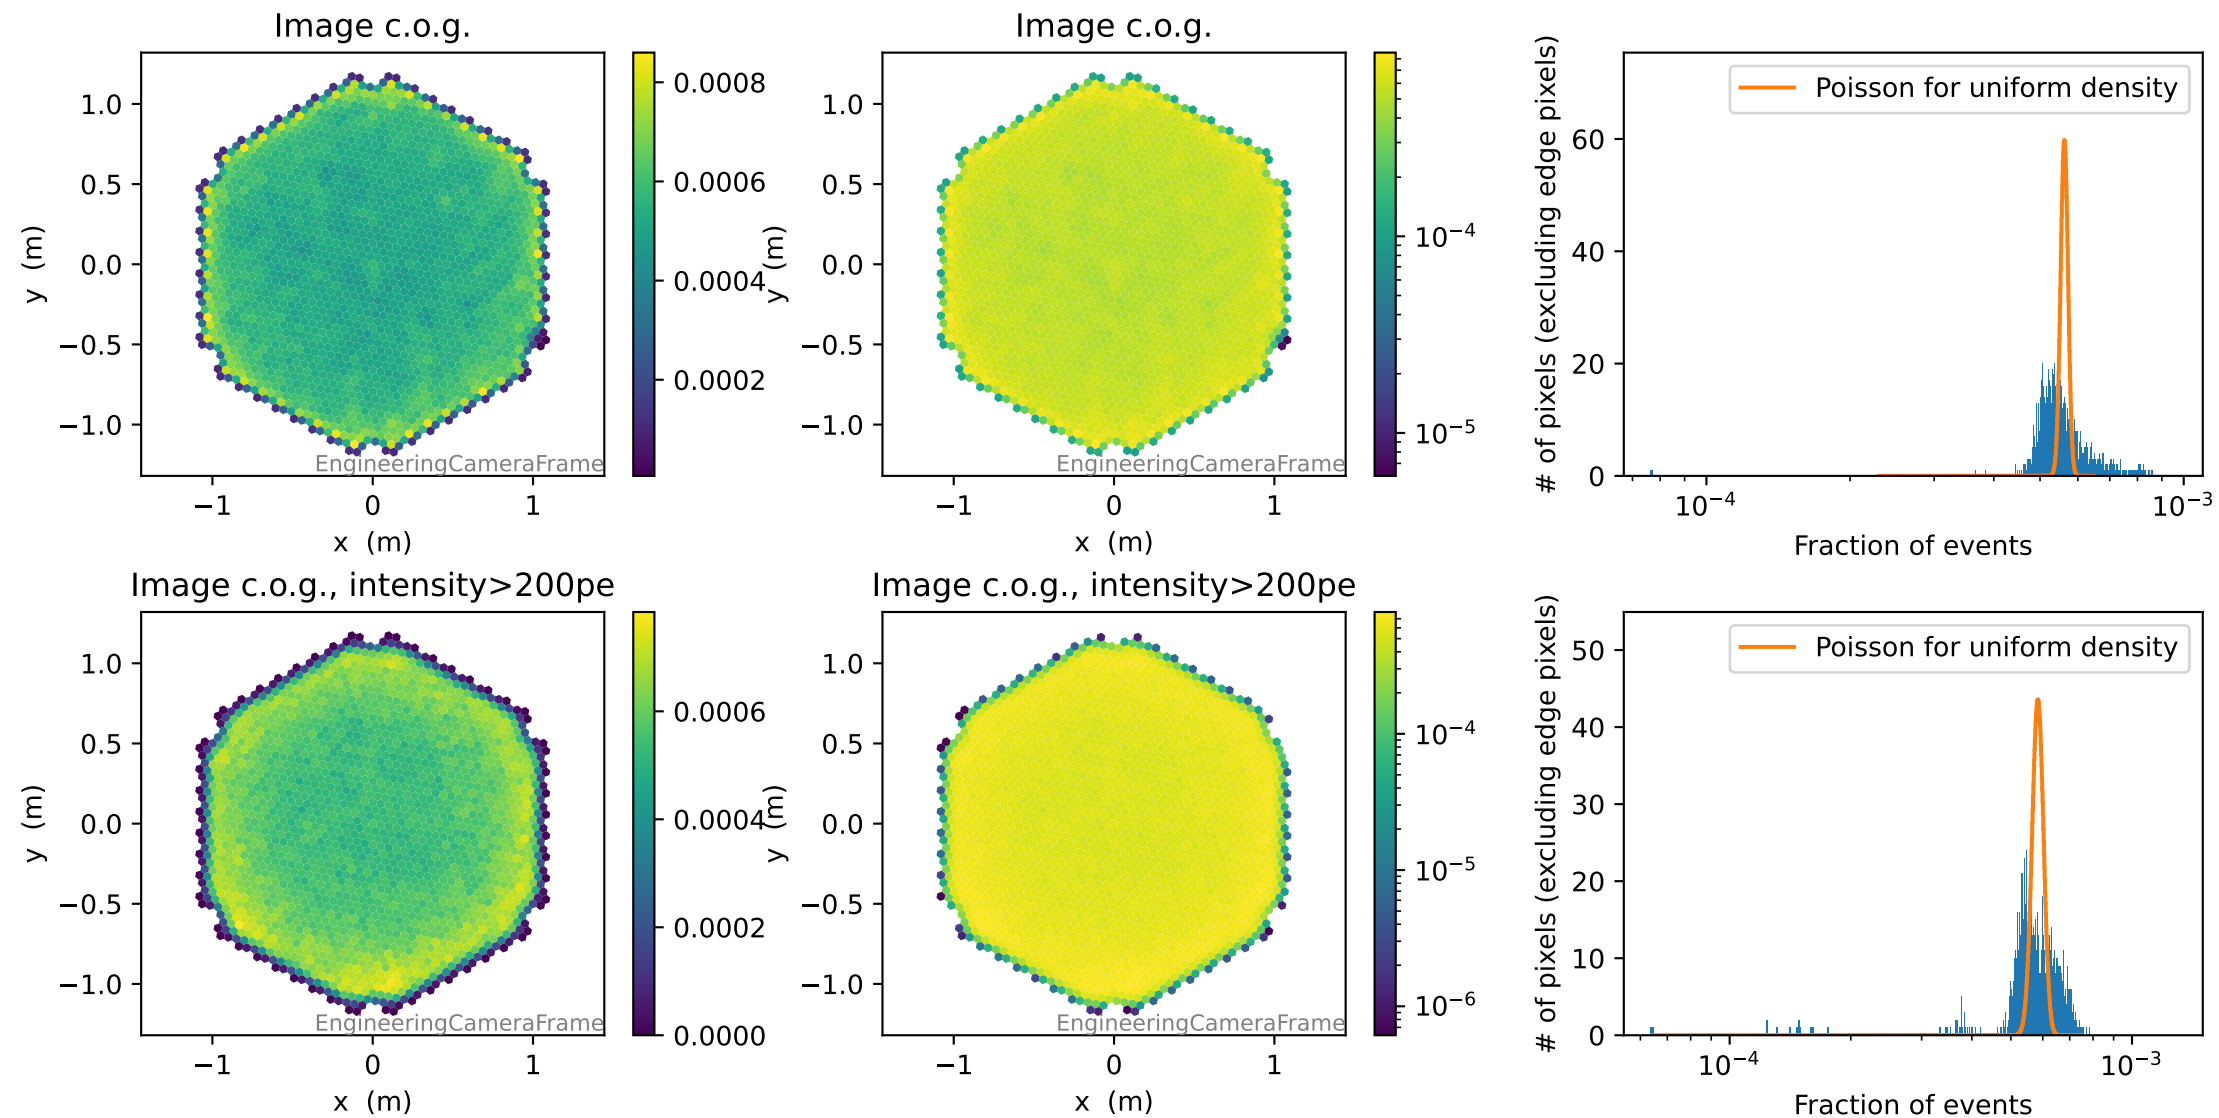 Image c.o.g.
1.0
0.5
0.0
−0.5
−1.0
y (m)
−1
0
1
x (m)
EngineeringCameraFrame
0.0008
0.0006
0.0004
0.0002
Image c.o.g.
1.0
0.5
0.0
−0.5
−1.0
y (m)
−1
0
1
x (m)
EngineeringCameraFrame
10⁻⁴
10⁻⁵
# of pixels (excluding edge pixels)
60
40
20
0
Poisson for uniform density
10⁻⁴
10⁻³
Fraction of events
Image c.o.g., intensity>200pe
1.0
0.5
0.0
−0.5
−1.0
y (m)
−1
0
1
x (m)
EngineeringCameraFrame
0.0006
0.0004
0.0002
0.0000
Image c.o.g., intensity>200pe
1.0
0.5
0.0
−0.5
−1.0
y (m)
−1
0
1
x (m)
EngineeringCameraFrame
10⁻⁴
10⁻⁵
10⁻⁶
# of pixels (excluding edge pixels)
50
40
30
20
10
0
Poisson for uniform density
10⁻⁴
10⁻³
Fraction of events